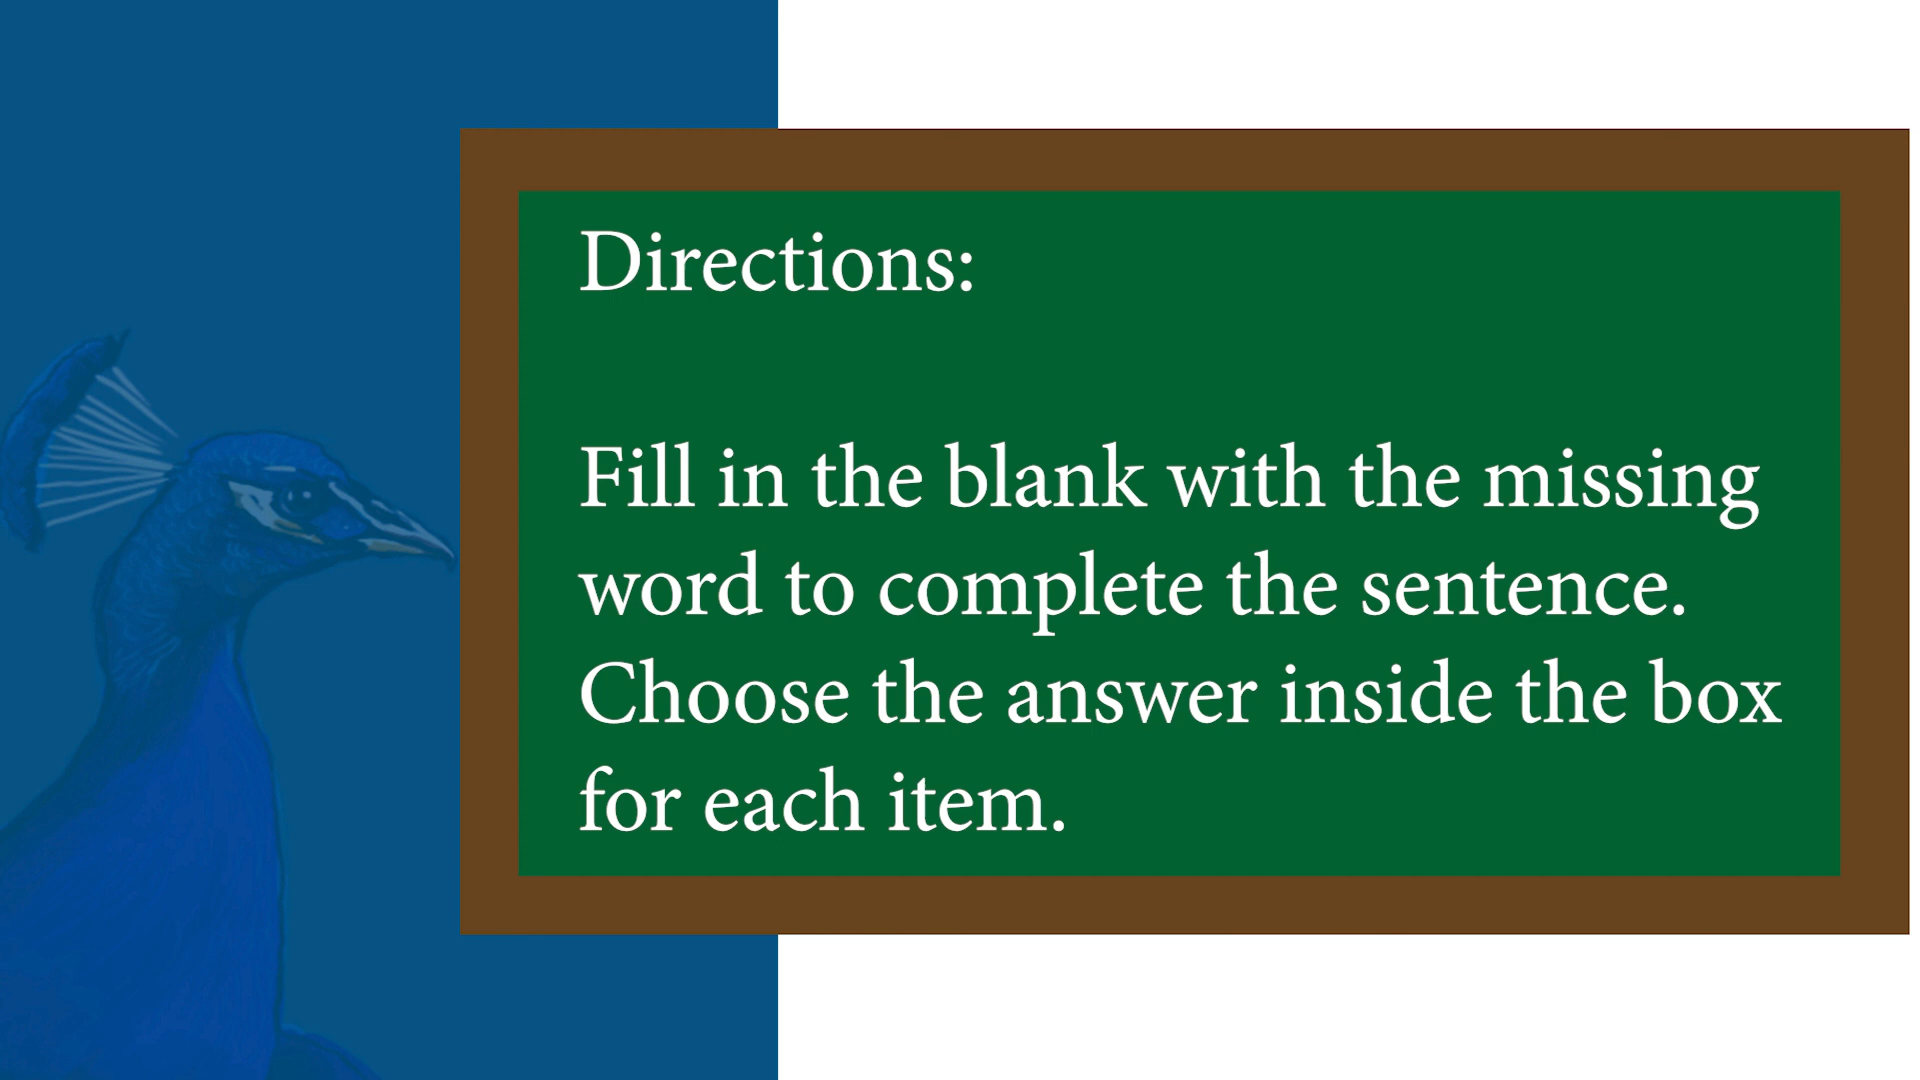 Directions:
Fill in the blank with the missing
word to complete the sentence.
Choose the answer inside the box
for each item.